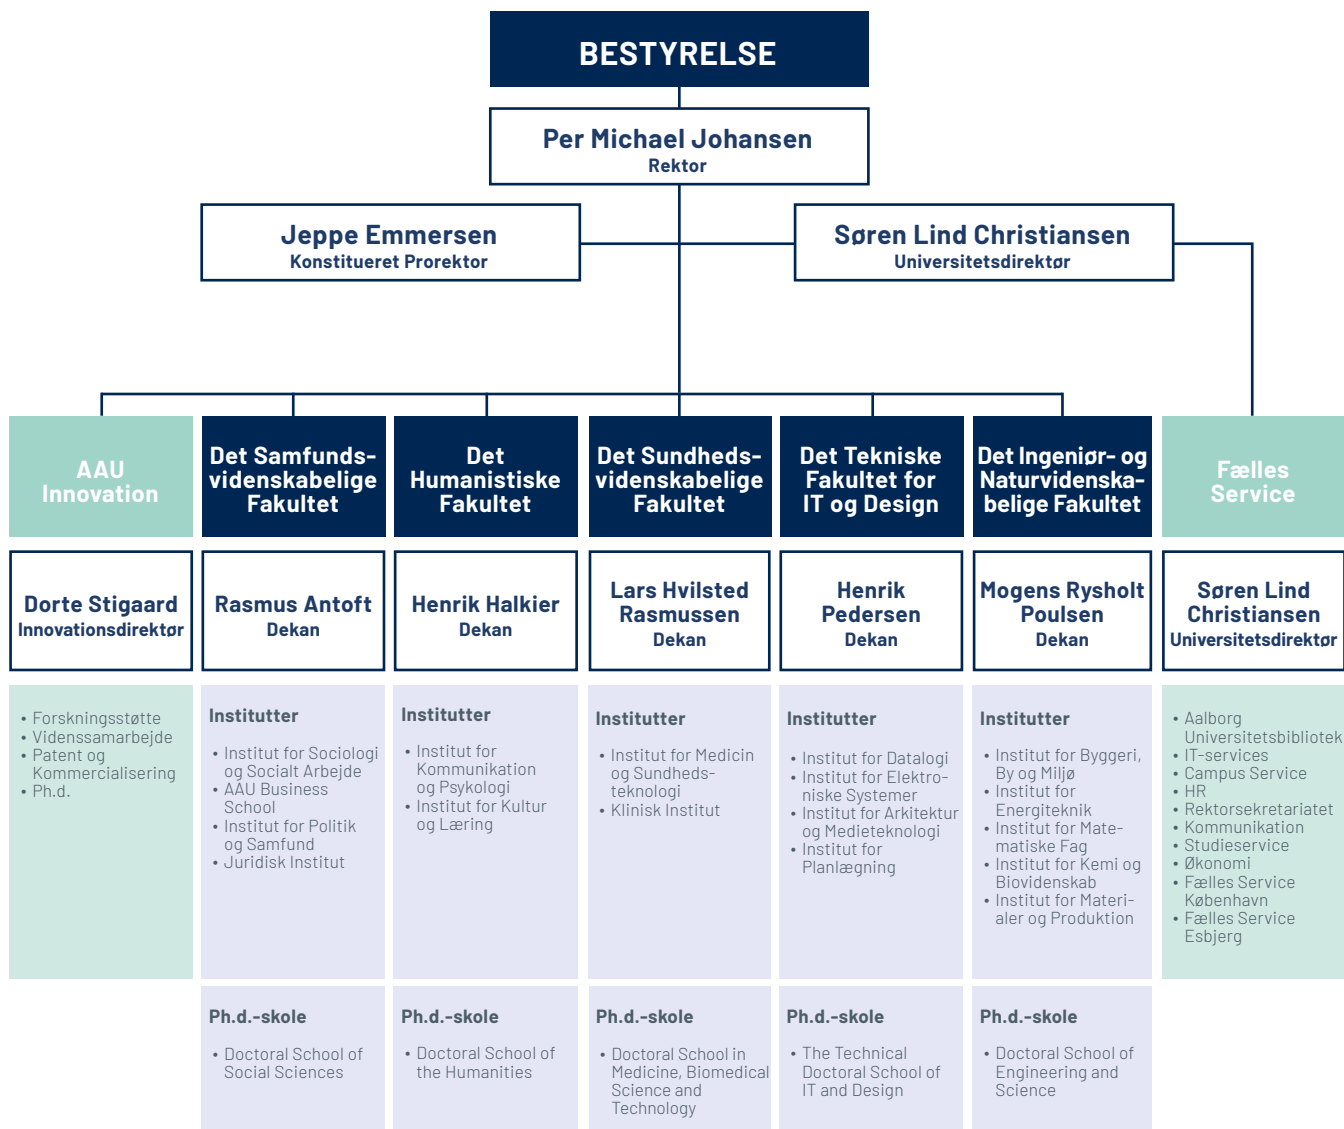 BESTYRELSE
Per Michael Johansen
Rektor
Jeppe Emmersen
Konstitueret Prorektor
Søren Lind Christiansen
Universitetsdirektør
AAU
Innovation
Det Samfunds-
videnskabelige
Fakultet
Det
Humanistiske
Fakultet
Det Sundheds-
videnskabelige
Fakultet
Det Tekniske
Fakultet for
IT og Design
Det Ingeniør- og
Naturvidenska-
belige Fakultet
Fælles
Service
Dorte Stigaard
Innovationsdirektør
Rasmus Antoft
Dekan
Henrik Halkier
Dekan
Lars Hvilsted
Rasmussen
Dekan
Henrik
Pedersen
Dekan
Mogens Rysholt
Poulsen
Dekan
Søren Lind
Christiansen
Universitetsdirektør
• Forskningsstøtte
• Videnssamarbejde
• Patent og
Kommercialisering
• Ph.d.
Institutter
• Institut for Sociologi
og Socialt Arbejde
• AAU Business
School
• Institut for Politik
og Samfund
• Juridisk Institut
Institutter
• Institut for
Kommunikation
og Psykologi
• Institut for Kultur
og Læring
Institutter
• Institut for Medicin
og Sundheds-
teknologi
• Klinisk Institut
Institutter
• Institut for Datalogi
• Institut for Elektro-
niske Systemer
• Institut for Arkitektur
og Medieteknologi
• Institut for
Planlægning
Institutter
• Institut for Byggeri,
By og Miljø
• Institut for
Energiteknik
• Institut for Mate-
matiske Fag
• Institut for Kemi og
Biovidenskab
• Institut for Materi-
aler og Produktion
• Aalborg
Universitetsbibliotek
• IT-services
• Campus Service
• HR
• Rektorsekretariatet
• Kommunikation
• Studieservice
• Økonomi
• Fælles Service
København
• Fælles Service
Esbjerg
Ph.d.-skole
• Doctoral School of
Social Sciences
Ph.d.-skole
• Doctoral School of
the Humanities
Ph.d.-skole
• Doctoral School in
Medicine, Biomedical
Science and
Technology
Ph.d.-skole
• The Technical
Doctoral School of
IT and Design
Ph.d.-skole
• Doctoral School of
Engineering and
Science